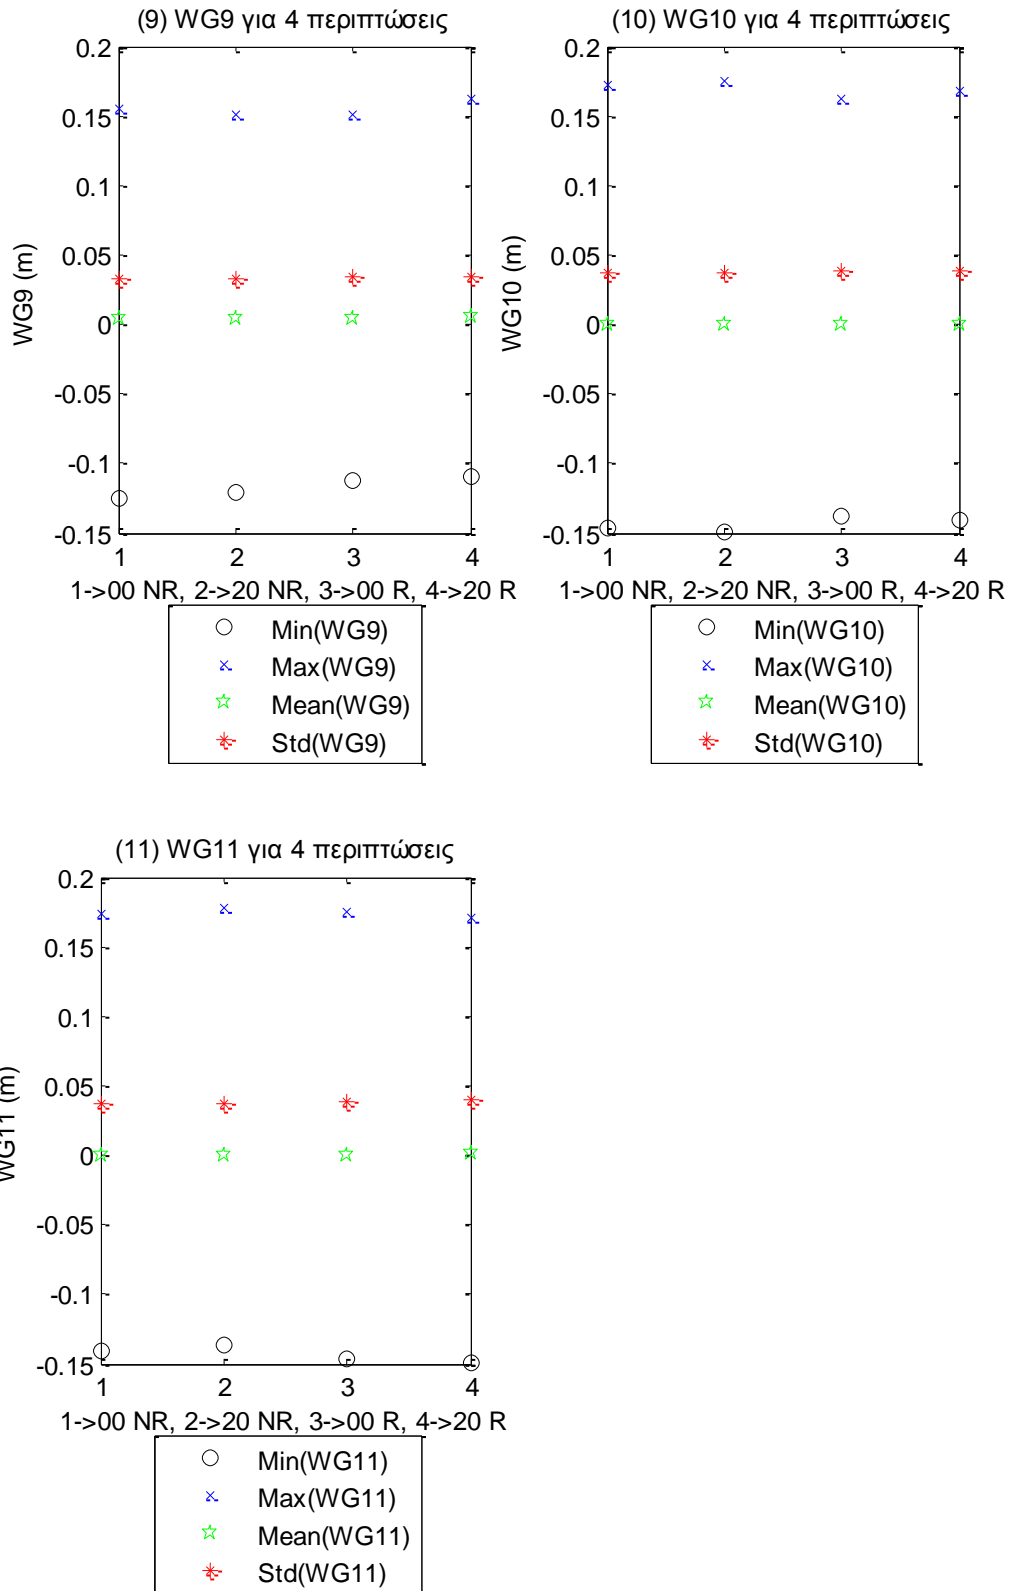 (9) WG9 για 4 περιπτώσεις
0.2
0.15
0.1
0.05
0
-0.05
-0.1
-0.15
WG9 (m)
1 2 3 4
1->00 NR, 2->20 NR, 3->00 R, 4->20 R
Min(WG9)
Max(WG9)
Mean(WG9)
Std(WG9)
(10) WG10 για 4 περιπτώσεις
0.2
0.15
0.1
0.05
0
-0.05
-0.1
-0.15
WG10 (m)
1 2 3 4
1->00 NR, 2->20 NR, 3->00 R, 4->20 R
Min(WG10)
Max(WG10)
Mean(WG10)
Std(WG10)
(11) WG11 για 4 περιπτώσεις
0.2
0.15
0.1
0.05
0
-0.05
-0.1
-0.15
WG11 (m)
1 2 3 4
1->00 NR, 2->20 NR, 3->00 R, 4->20 R
Min(WG11)
Max(WG11)
Mean(WG11)
Std(WG11)